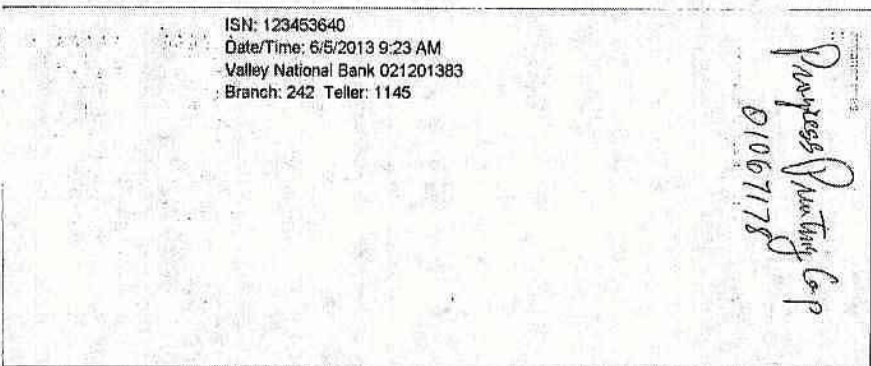 ISN: 123453640
Date/Time: 6/5/2013 9:23 AM
Valley National Bank 021201383
Branch: 242 Teller: 1145
Progress Printing Corp
01067178